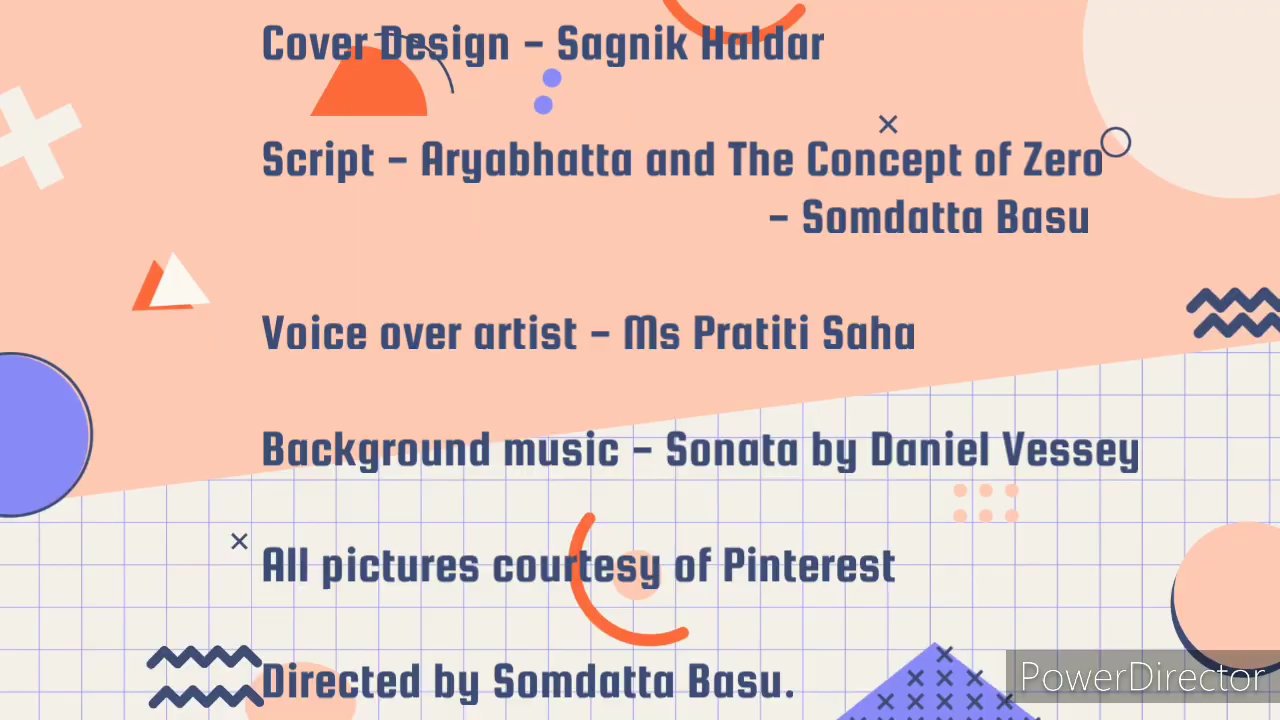 Cover Design - Sagnik Haldar
Script - Aryabhatta and The Concept of Zero
- Somdatta Basu
Voice over artist - Ms Pratiti Saha
Background music - Sonata by Daniel Vessey
All pictures courtesy of Pinterest
Directed by Somdatta Basu.
PowerDirector